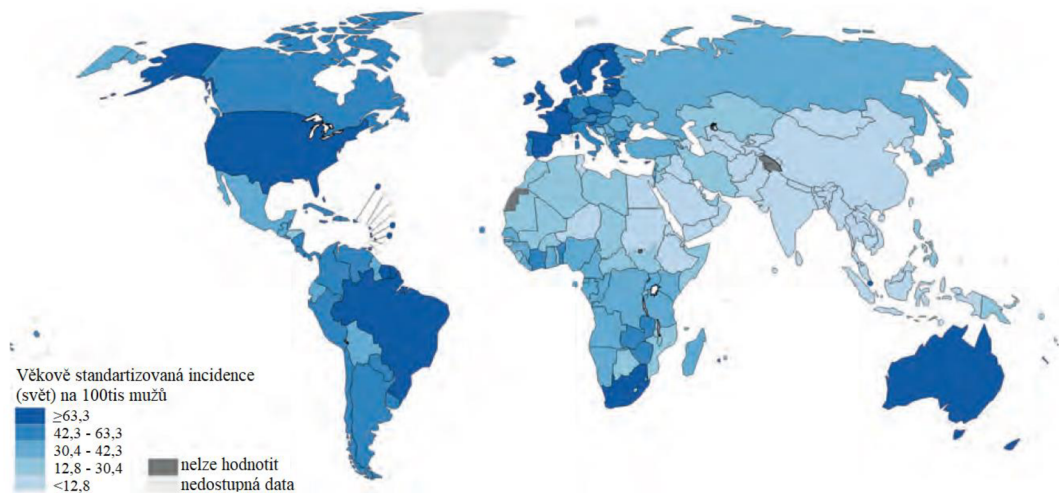 Věkově standartizovaná incidence
(svět) na 100tis mužů
≥63,3
42,3 - 63,3
30,4 - 42,3
12,8 - 30,4
<12,8
nelze hodnotit
nedostupná data